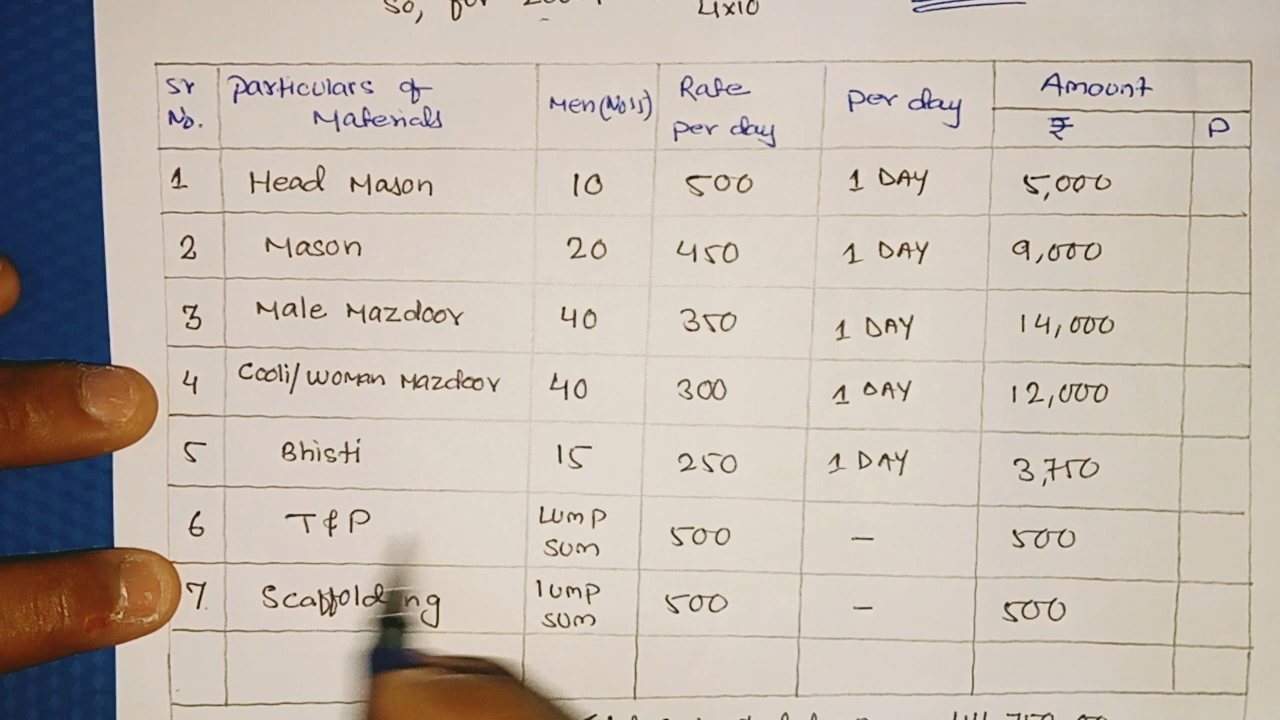 so, for
4x10
Sr No. Particulars of Materials Men(No's) Rate per day per day Amount ₹ P
1 Head Mason 10 500 1 DAY 5,000
2 Mason 20 450 1 DAY 9,000
3 Male Mazdoor 40 350 1 DAY 14,000
4 Cooli/woman Mazdoor 40 300 1 DAY 12,000
5 Bhisti 15 250 1 DAY 3,750
6 T & P Lump sum 500 – 500
7. Scaffolding lump sum 500 – 500